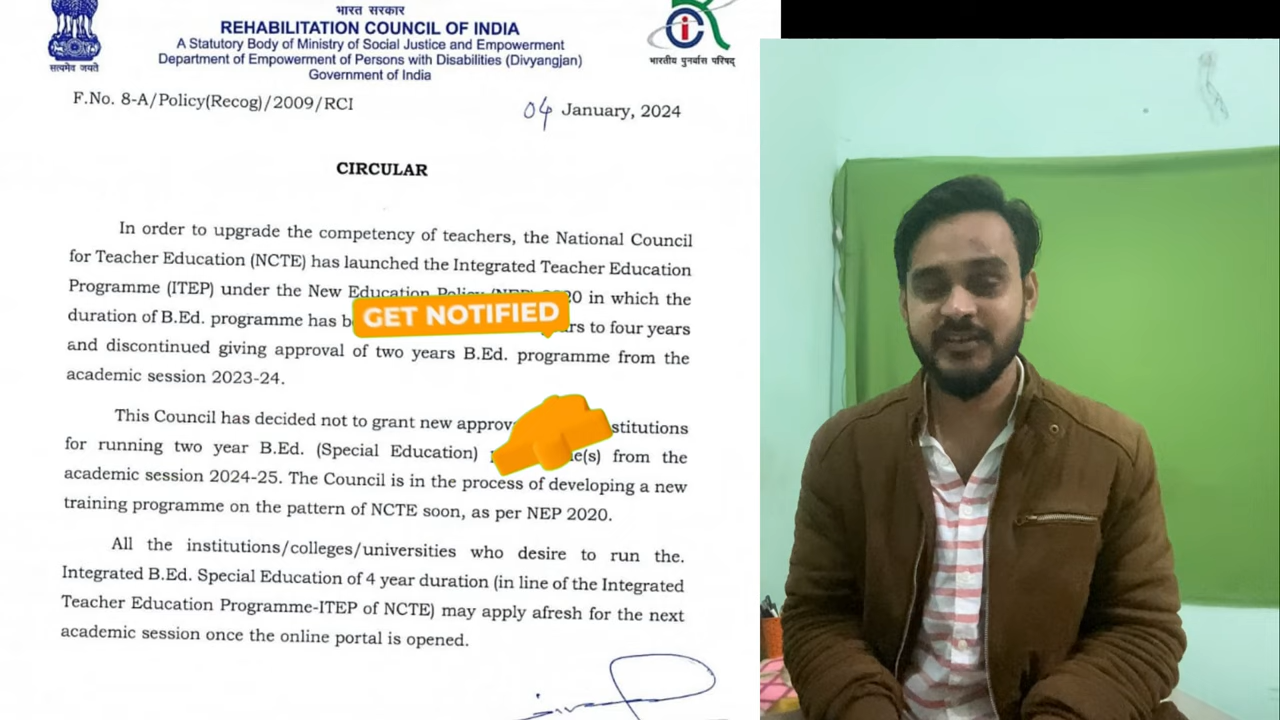 भारत सरकार
REHABILITATION COUNCIL OF INDIA
A Statutory Body of Ministry of Social Justice and Empowerment
Department of Empowerment of Persons with Disabilities (Divyangjan)
Government of India
सत्यमेव जयते
भारतीय पुनर्वास परिषद्
F.No. 8-A/Policy(Recog)/2009/RCI
04 January, 2024
CIRCULAR
In order to upgrade the competency of teachers, the National Council
for Teacher Education (NCTE) has launched the Integrated Teacher Education
Programme (ITEP) under the New Education Policy 20 in which the
duration of B.Ed. programme has to four years
GET NOTIFIED
and discontinued giving approval of two years B.Ed. programme from the
academic session 2023-24.
This Council has decided not to grant new
for running two year B.Ed. (Special Education) from the
academic session 2024-25. The Council is in the process of developing a new
training programme on the pattern of NCTE soon, as per NEP 2020.
All the institutions/colleges/universities who desire to run the.
Integrated B.Ed. Special Education of 4 year duration (in line of the Integrated
Teacher Education Programme-ITEP of NCTE) may apply afresh for the next
academic session once the online portal is opened.